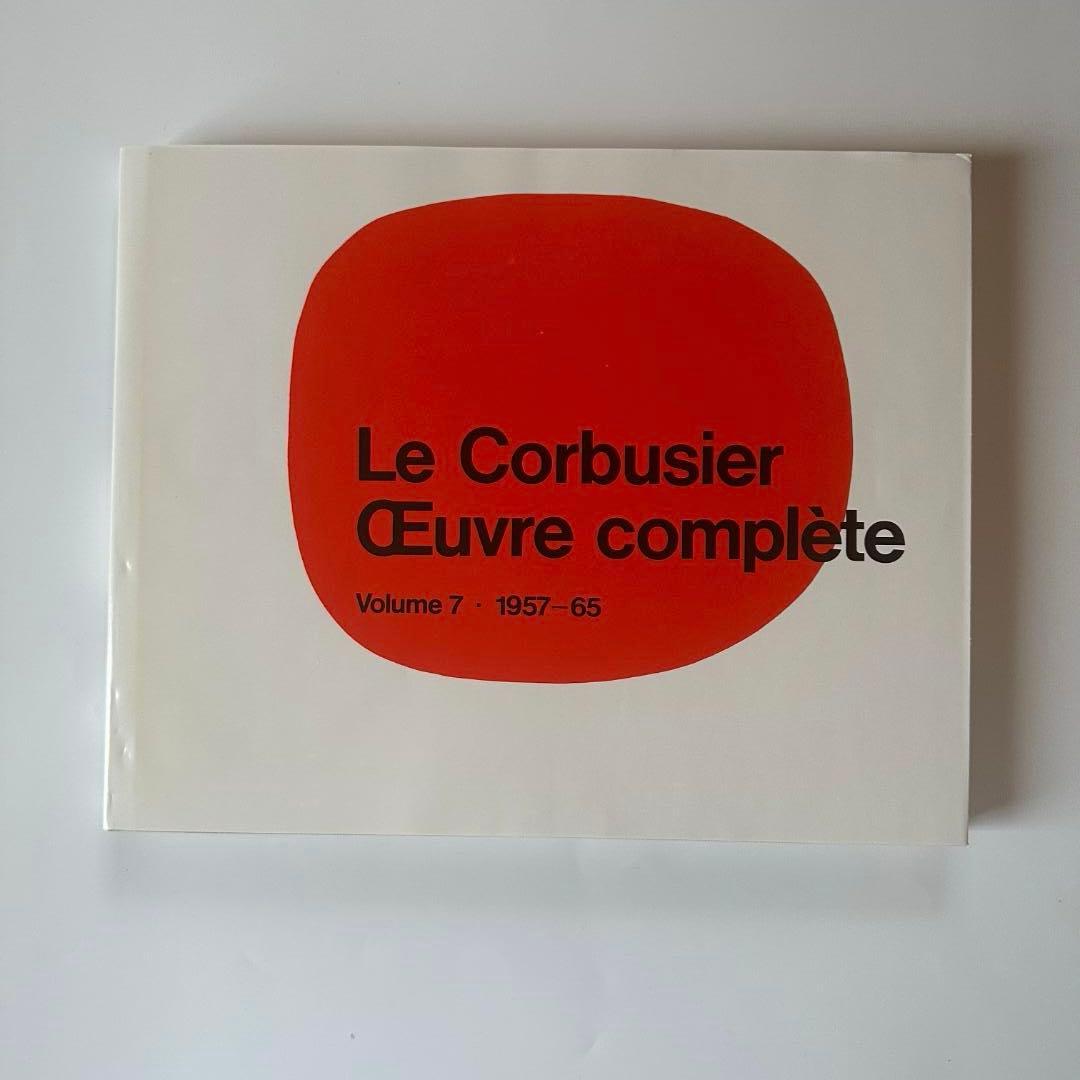 Le Corbusier
Œuvre complète
Volume 7 · 1957–65